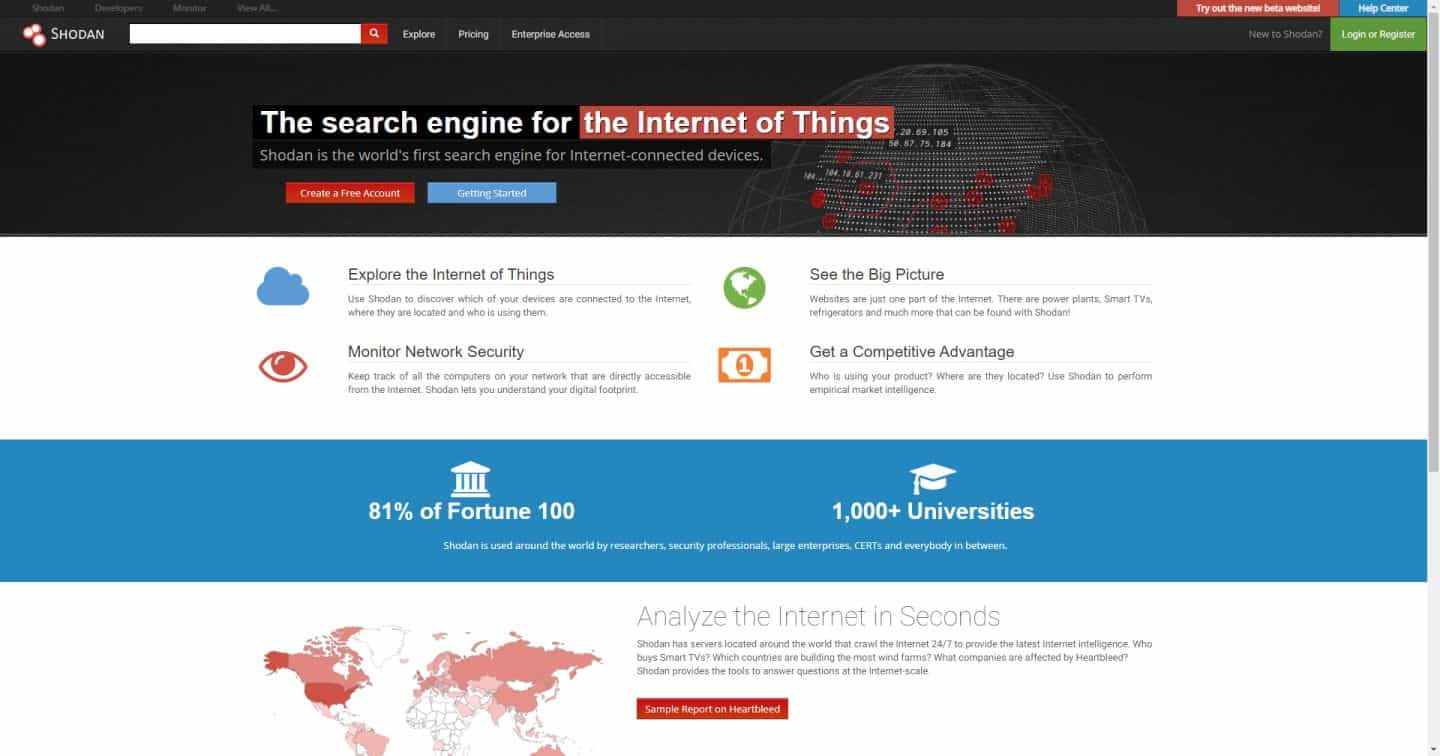 Shodan Developers Monitor View All...
Try out the new beta website! Help Center
SHODAN Explore Pricing Enterprise Access New to Shodan? Login or Register
The search engine for the Internet of Things
Shodan is the world's first search engine for Internet-connected devices.
Create a Free Account Getting Started
.20.69.105
50.67.75.184
104. 104.18.61.231
Explore the Internet of Things
Use Shodan to discover which of your devices are connected to the Internet,
where they are located and who is using them.
See the Big Picture
Websites are just one part of the Internet. There are power plants, Smart TVs,
refrigerators and much more that can be found with Shodan!
Monitor Network Security
Keep track of all the computers on your network that are directly accessible
from the Internet. Shodan lets you understand your digital footprint.
1
Get a Competitive Advantage
Who is using your product? Where are they located? Use Shodan to perform
empirical market intelligence.
81% of Fortune 100
1,000+ Universities
Shodan is used around the world by researchers, security professionals, large enterprises, CERTs and everybody in between.
Analyze the Internet in Seconds
Shodan has servers located around the world that crawl the Internet 24/7 to provide the latest Internet intelligence. Who
buys Smart TVs? Which countries are building the most wind farms? What companies are affected by Heartbleed?
Shodan provides the tools to answer questions at the Internet-scale.
Sample Report on Heartbleed